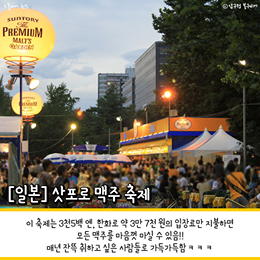 SUNTORY
The
PREMIUM
MALT'S
[일본] 삿포로 맥주 축제
이 축제는 3천5백 엔, 한화로 약 3만 7천 원의 입장료만 지불하면
모든 맥주를 마음껏 마실 수 있음!!
매년 잔뜩 취하고 싶은 사람들로 가득가득함 ㅋㅋㅋ